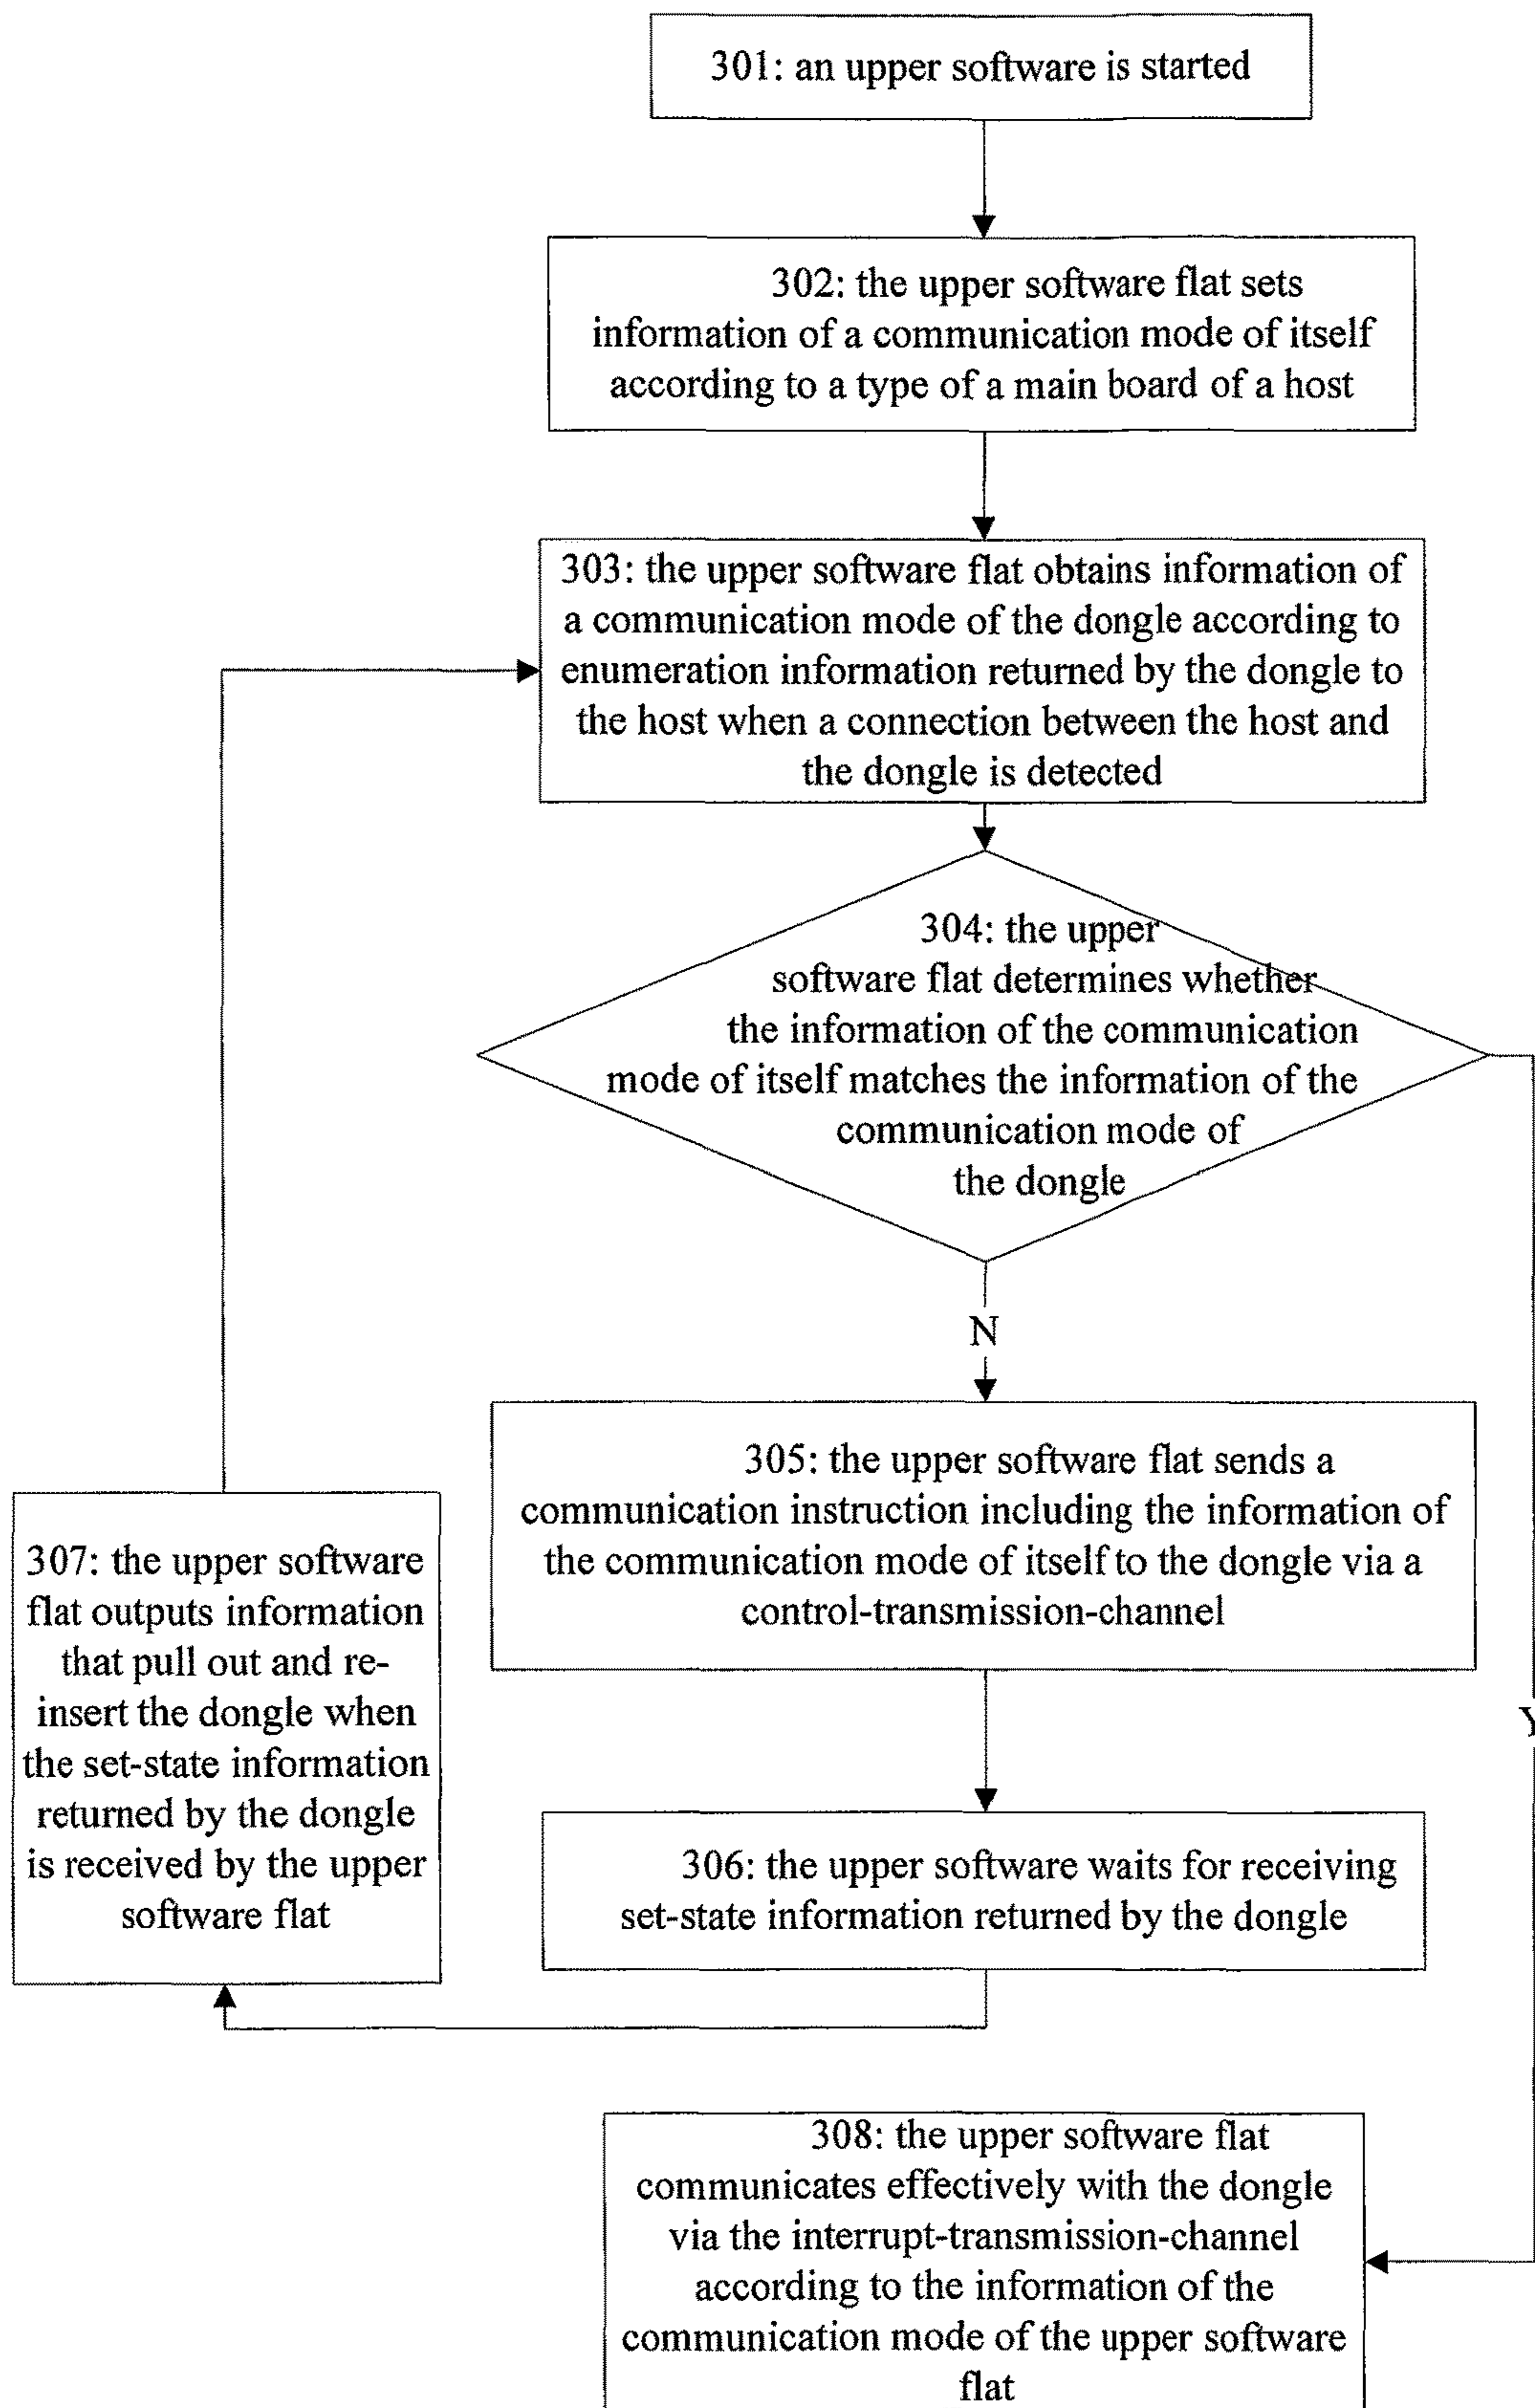 301: an upper software is started
302: the upper software flat sets
information of a communication mode of itself
according to a type of a main board of a host
303: the upper software flat obtains information of
a communication mode of the dongle according to
enumeration information returned by the dongle to
the host when a connection between the host and
the dongle is detected
304: the upper
software flat determines whether
the information of the communication
mode of itself matches the information of the
communication mode of
the dongle
N
305: the upper software flat sends a
communication instruction including the information of
the communication mode of itself to the dongle via a
control-transmission-channel
Y
306: the upper software waits for receiving
set-state information returned by the dongle
307: the upper software
flat outputs information
that pull out and re-
insert the dongle when
the set-state information
returned by the dongle
is received by the upper
software flat
308: the upper software flat
communicates effectively with the dongle
via the interrupt-transmission-channel
according to the information of the
communication mode of the upper software
flat